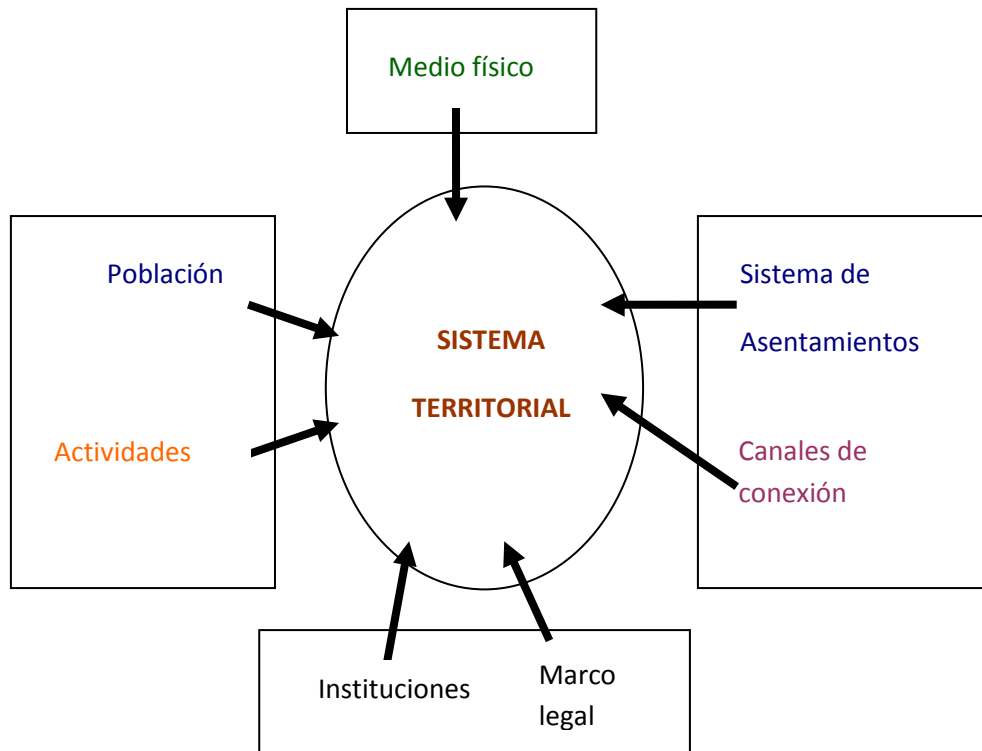 Medio físico
Población
Actividades
SISTEMA
TERRITORIAL
Sistema de
Asentamientos
Canales de
conexión
Instituciones
Marco
legal